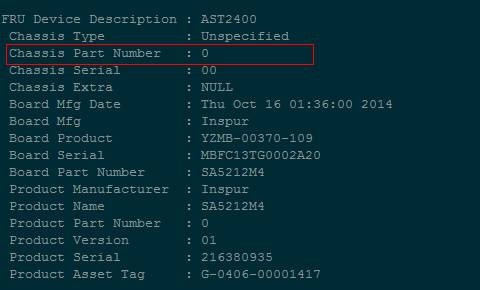 FRU Device Description : AST2400
Chassis Type : Unspecified
Chassis Part Number : 0
Chassis Serial : 00
Chassis Extra : NULL
Board Mfg Date : Thu Oct 16 01:36:00 2014
Board Mfg : Inspur
Board Product : YZMB-00370-109
Board Serial : MBFC13TG0002A20
Board Part Number : SA5212M4
Product Manufacturer : Inspur
Product Name : SA5212M4
Product Part Number : 0
Product Version : 01
Product Serial : 216380935
Product Asset Tag : G-0406-00001417